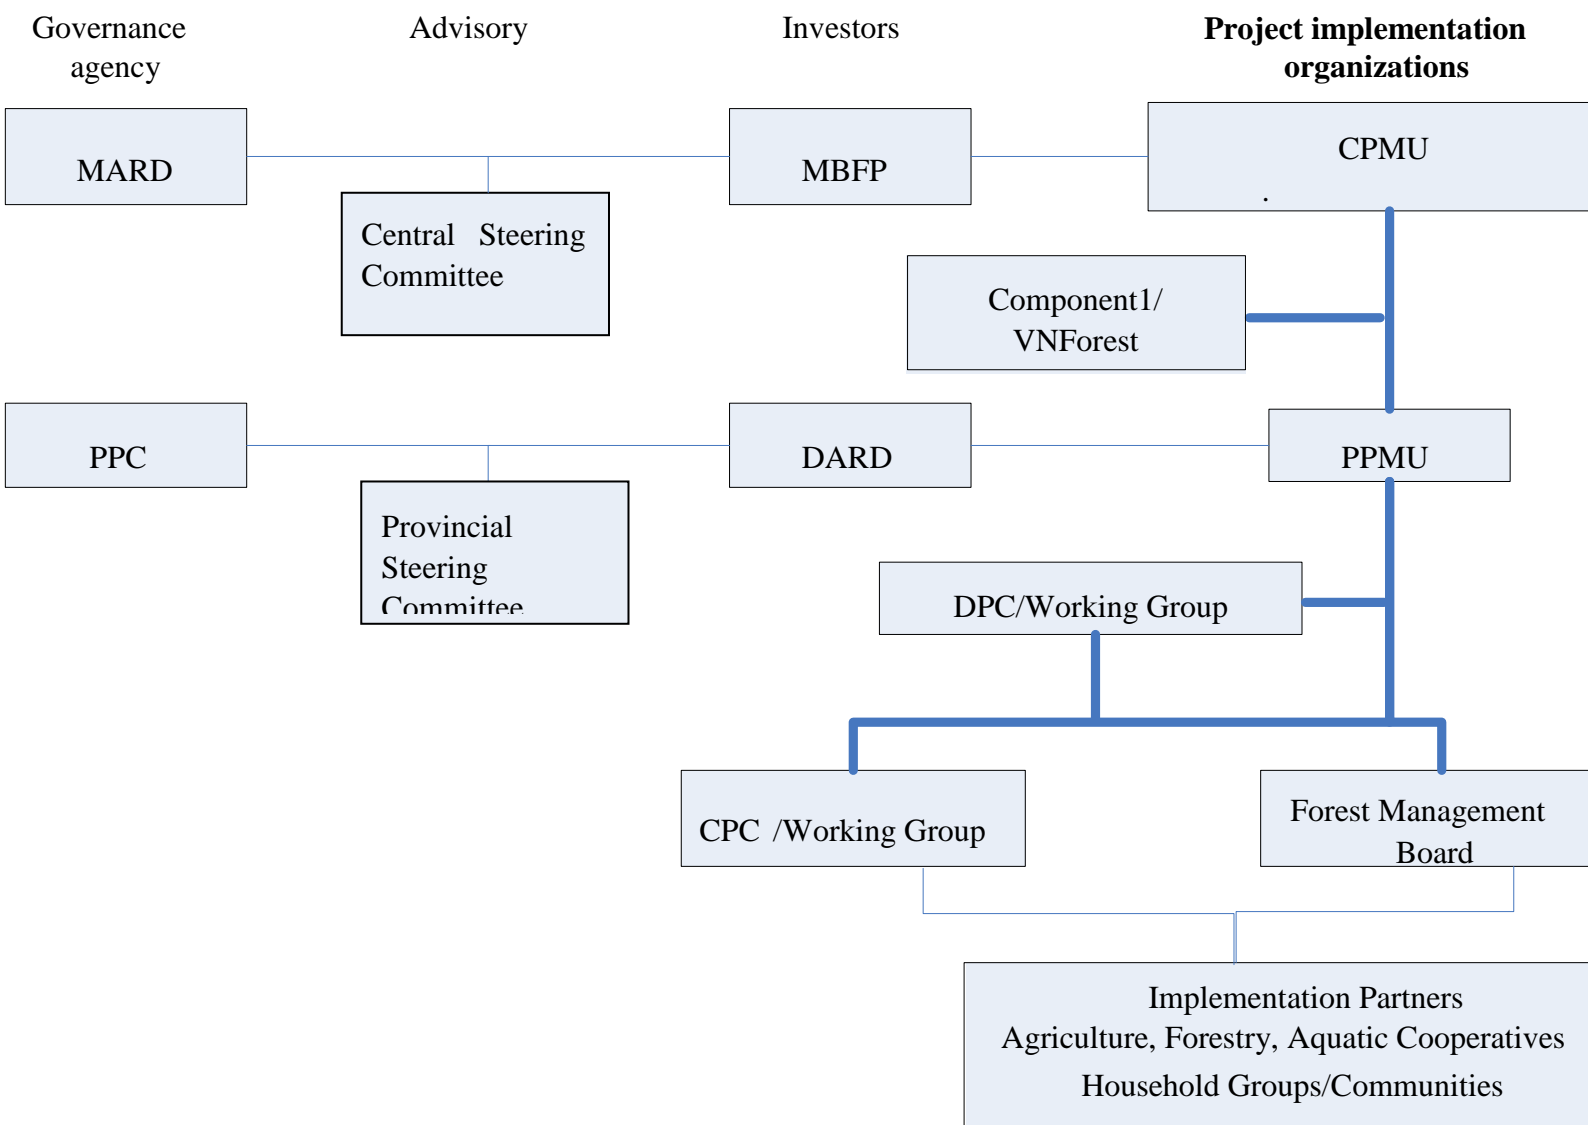 Governance
agency
Advisory
Investors
Project implementation
organizations
MARD
MBFP
CPMU
.
Central Steering
Committee
Component1/
VNForest
PPC
DARD
PPMU
Provincial
Steering
Committee
DPC/Working Group
CPC /Working Group
Forest Management
Board
Implementation Partners
Agriculture, Forestry, Aquatic Cooperatives
Household Groups/Communities